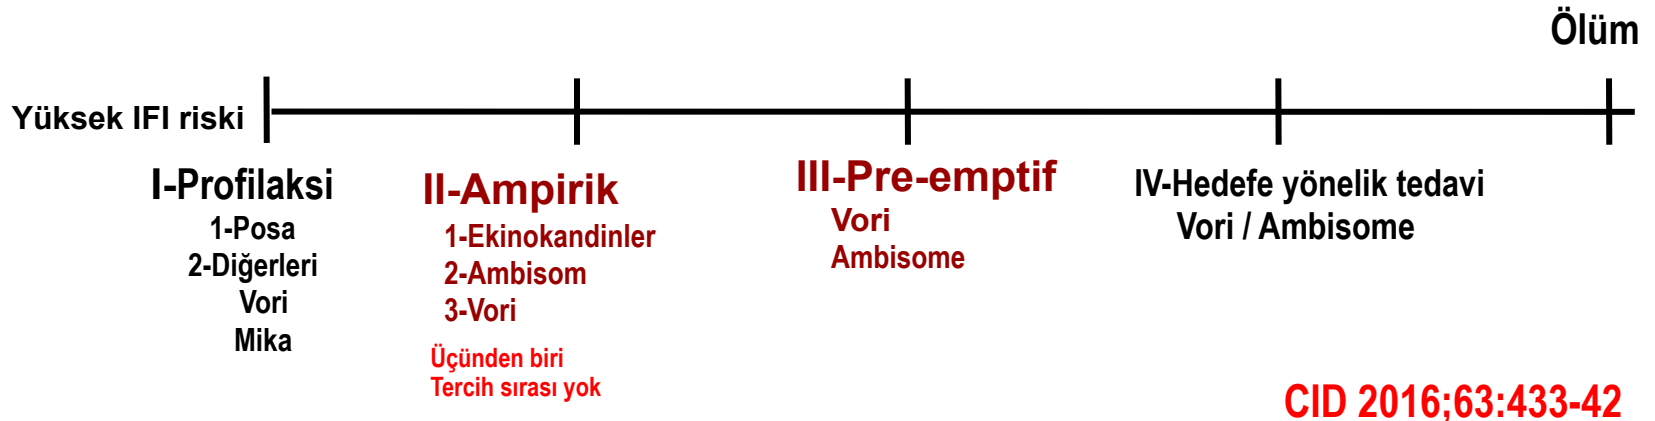 Ölüm
Yüksek IFI riski
I-Profilaksi
1-Posa
2-Diğerleri
Vori
Mika
II-Ampirik
1-Ekinokandinler
2-Ambisom
3-Vori
Üçünden biri
Tercih sırası yok
III-Pre-emptif
Vori
Ambisome
IV-Hedefe yönelik tedavi
Vori / Ambisome
CID 2016;63:433-42